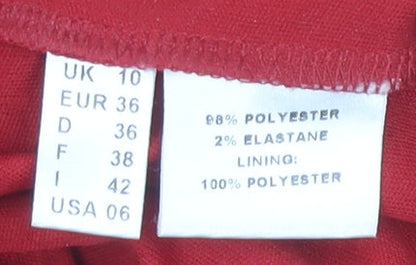 UK 10
EUR 36
D 36
F 38
I 42
USA 06
98% POLYESTER
2% ELASTANE
LINING:
100% POLYESTER